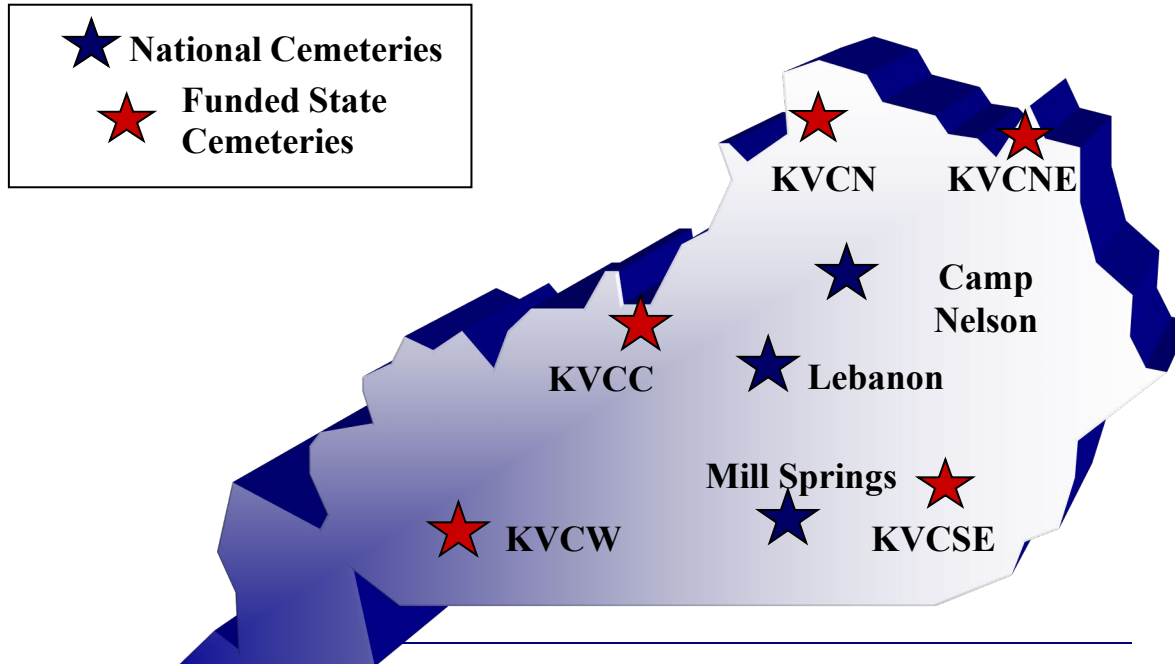 National Cemeteries
Funded State
Cemeteries
KVCN
KVCNE
Camp
Nelson
KVCC
Lebanon
Mill Springs
KVCW
KVCSE